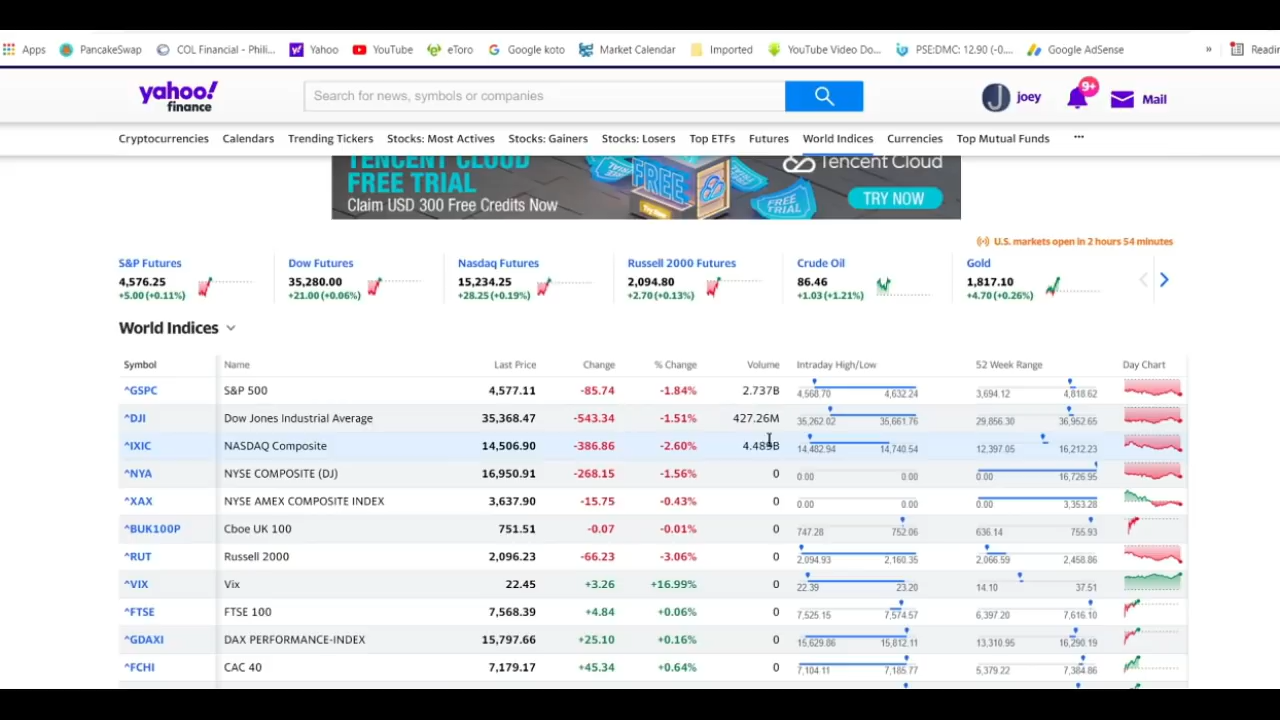 Apps PancakeSwap COL Financial - Phili... Yahoo YouTube eToro Google koto Market Calendar Imported YouTube Video Do... PSE:DMC: 12.90 (-0.... Google AdSense » Readin
yahoo!
finance
Search for news, symbols or companies
J joey 9+ Mail
Cryptocurrencies Calendars Trending Tickers Stocks: Most Actives Stocks: Gainers Stocks: Losers Top ETFs Futures World Indices Currencies Top Mutual Funds ...
TENCENT CLOUD
FREE TRIAL
Claim USD 300 Free Credits Now
FREE
Try Now
FREE TRIAL
Tencent Cloud
TRY NOW
U.S. markets open in 2 hours 54 minutes
S&P Futures Dow Futures Nasdaq Futures Russell 2000 Futures Crude Oil Gold
4,576.25 35,280.00 15,234.25 2,094.80 86.46 1,817.10
+5.00 (+0.11%) +21.00 (+0.06%) +28.25 (+0.19%) +2.70 (+0.13%) +1.03 (+1.21%) +4.70 (+0.26%)
World Indices
Symbol Name Last Price Change % Change Volume Intraday High/Low 52 Week Range Day Chart
^GSPC S&P 500 4,577.11 -85.74 -1.84% 2.737B 4,568.70 4,632.24 3,694.12 4,818.62
^DJI Dow Jones Industrial Average 35,368.47 -543.34 -1.51% 427.26M 35,262.02 35,661.76 29,856.30 36,952.65
^IXIC NASDAQ Composite 14,506.90 -386.86 -2.60% 14,482.94 14,740.54 12,397.05 16,212.23
^NYA NYSE COMPOSITE (DJ) 16,950.91 -268.15 -1.56% 0 0.00 0.00 0.00 16,726.95
^XAX NYSE AMEX COMPOSITE INDEX 3,637.90 -15.75 -0.43% 0 0.00 0.00 0.00 3,353.28
^BUK100P Cboe UK 100 751.51 -0.07 -0.01% 0 747.28 752.06 636.14 755.93
^RUT Russell 2000 2,096.23 -66.23 -3.06% 0 2,094.93 2,160.35 2,066.59 2,458.86
^VIX Vix 22.45 +3.26 +16.99% 0 22.39 23.20 14.10 37.51
^FTSE FTSE 100 7,568.39 +4.84 +0.06% 0 7,525.15 7,574.57 6,397.20 7,616.10
^GDAXI DAX PERFORMANCE-INDEX 15,797.66 +25.10 +0.16% 0 15,629.86 15,812.11 13,310.95 16,290.19
^FCHI CAC 40 7,179.17 +45.34 +0.64% 0 7,104.11 7,185.77 5,379.22 7,384.86